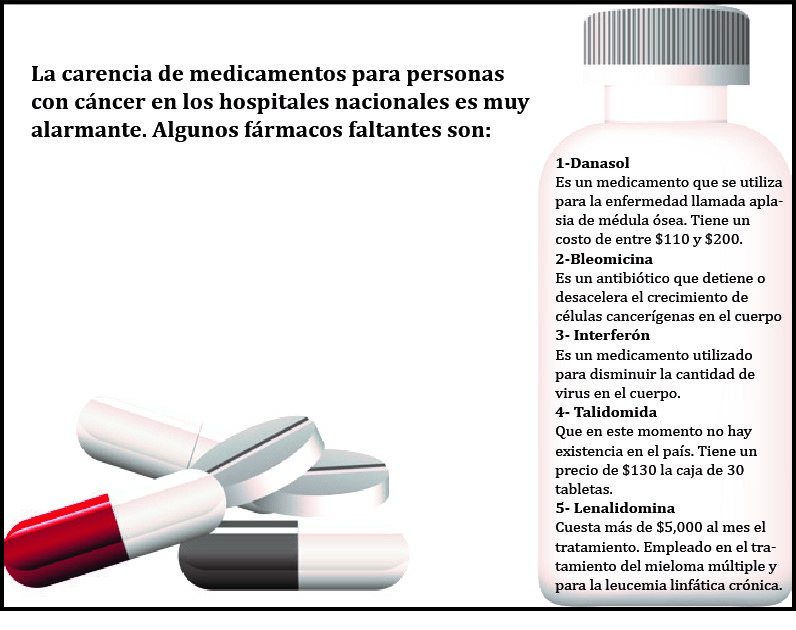 La carencia de medicamentos para personas
con cáncer en los hospitales nacionales es muy
alarmante. Algunos fármacos faltantes son:
1-Danasol
Es un medicamento que se utiliza
para la enfermedad llamada apla-
sia de médula ósea. Tiene un
costo de entre $110 y $200.
2-Bleomicina
Es un antibiótico que detiene o
desacelera el crecimiento de
células cancerígenas en el cuerpo
3- Interferón
Es un medicamento utilizado
para disminuir la cantidad de
virus en el cuerpo.
4- Talidomida
Que en este momento no hay
existencia en el país. Tiene un
precio de $130 la caja de 30
tabletas.
5- Lenalidomina
Cuesta más de $5,000 al mes el
tratamiento. Empleado en el tra-
tamiento del mieloma múltiple y
para la leucemia linfática crónica.